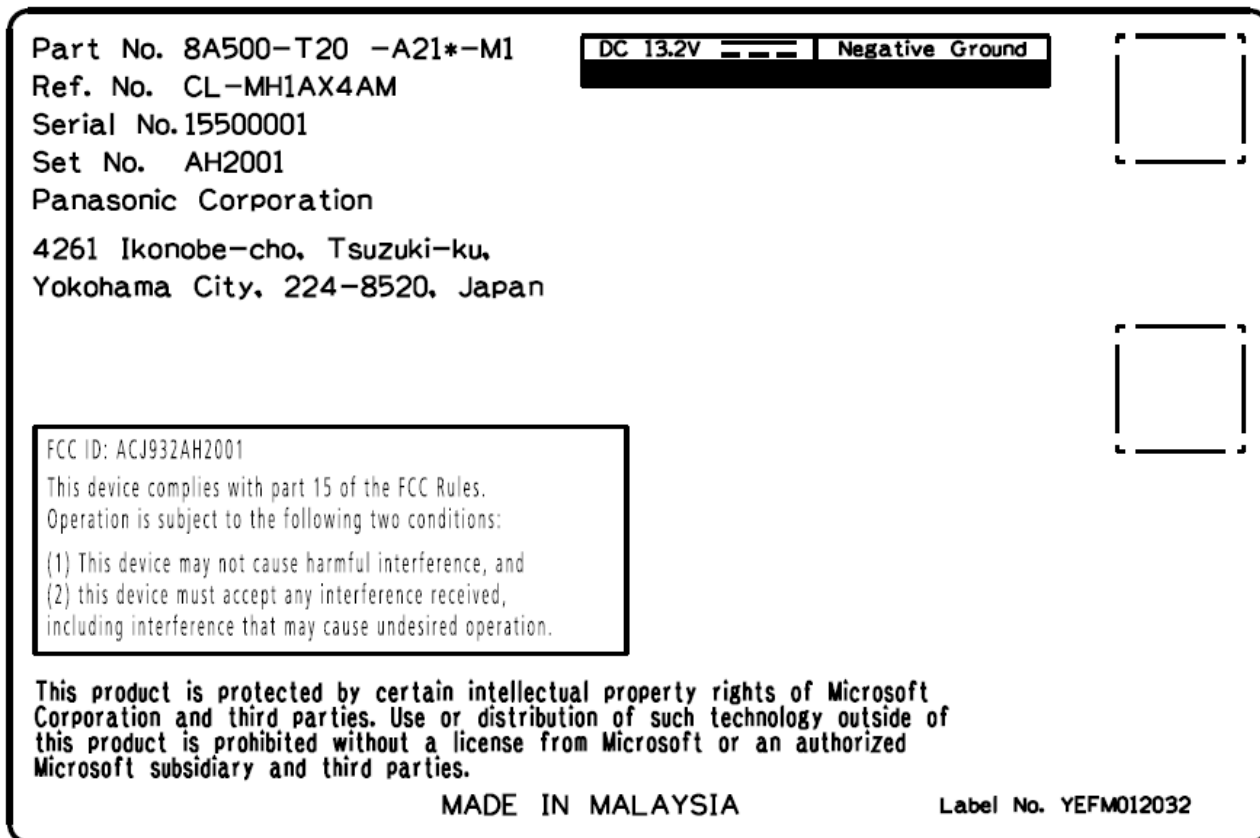 Part No. 8A500-T20 -A21*-M1
DC 13.2V Negative Ground
Ref. No. CL-MH1AX4AM
Serial No. 15500001
Set No. AH2001
Panasonic Corporation
4261 Ikonobe-cho, Tsuzuki-ku,
Yokohama City, 224-8520, Japan
FCC ID: ACJ932AH2001
This device complies with part 15 of the FCC Rules.
Operation is subject to the following two conditions:
(1) This device may not cause harmful interference, and
(2) this device must accept any interference received,
including interference that may cause undesired operation.
This product is protected by certain intellectual property rights of Microsoft
Corporation and third parties. Use or distribution of such technology outside of
this product is prohibited without a license from Microsoft or an authorized
Microsoft subsidiary and third parties.
MADE IN MALAYSIA
Label No. YEFM012032